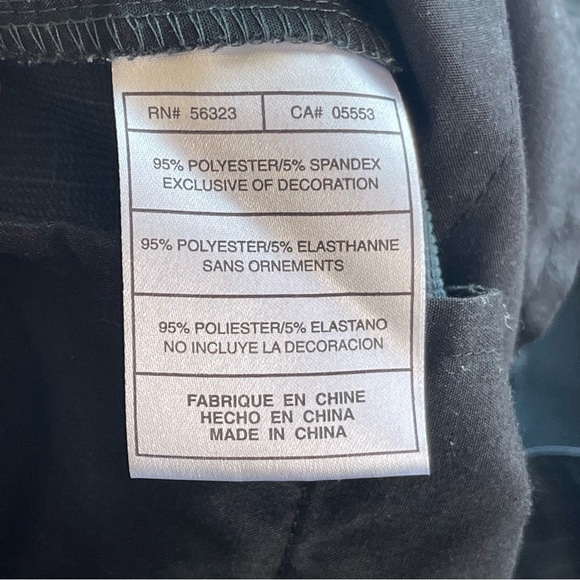 RN# 56323 CA# 05553
95% POLYESTER/5% SPANDEX
EXCLUSIVE OF DECORATION
95% POLYESTER/5% ELASTHANNE
SANS ORNEMENTS
95% POLIESTER/5% ELASTANO
NO INCLUYE LA DECORACION
FABRIQUE EN CHINE
HECHO EN CHINA
MADE IN CHINA